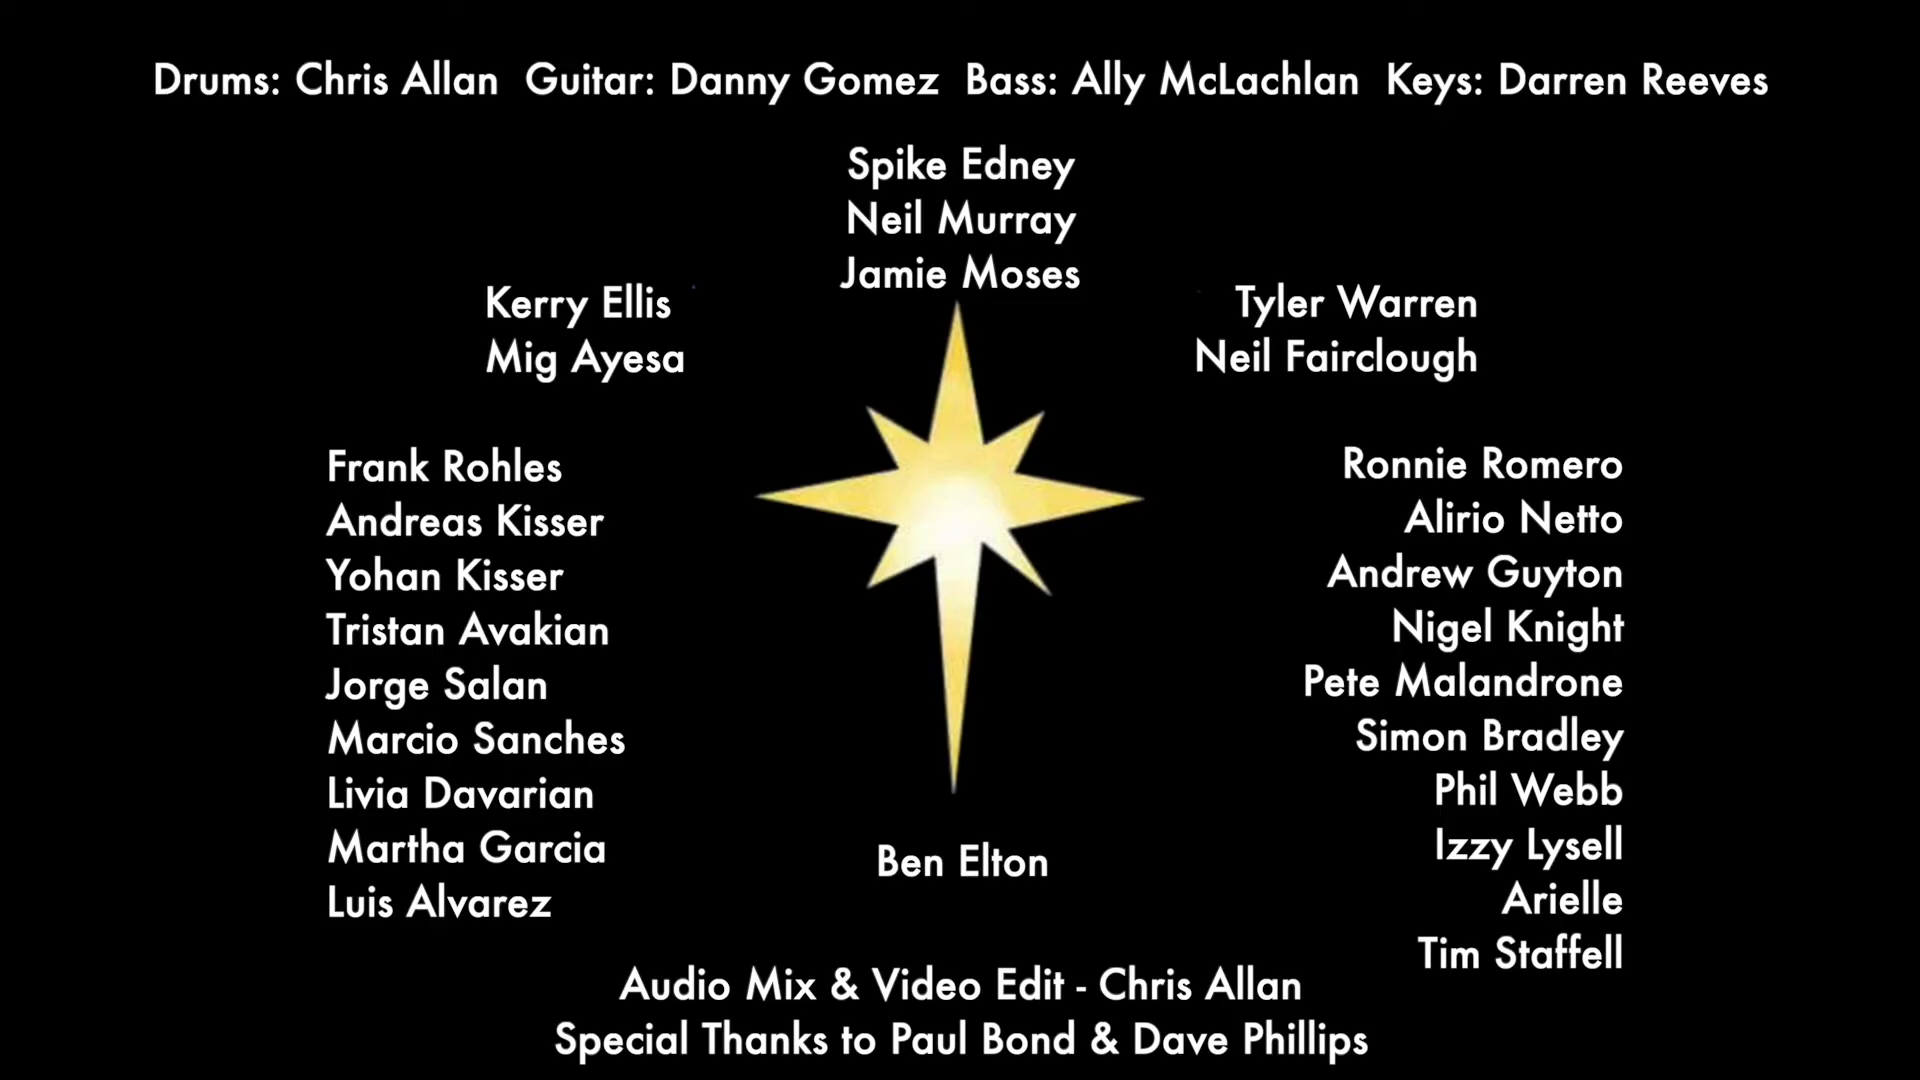 Drums: Chris Allan  Guitar: Danny Gomez  Bass: Ally McLachlan  Keys: Darren Reeves
Spike Edney
Neil Murray
Jamie Moses
Kerry Ellis
Mig Ayesa
Tyler Warren
Neil Fairclough
Frank Rohles
Andreas Kisser
Yohan Kisser
Tristan Avakian
Jorge Salan
Marcio Sanches
Livia Davarian
Martha Garcia
Luis Alvarez
Ronnie Romero
Alirio Netto
Andrew Guyton
Nigel Knight
Pete Malandrone
Simon Bradley
Phil Webb
Izzy Lysell
Arielle
Tim Staffell
Ben Elton
Audio Mix & Video Edit - Chris Allan
Special Thanks to Paul Bond & Dave Phillips